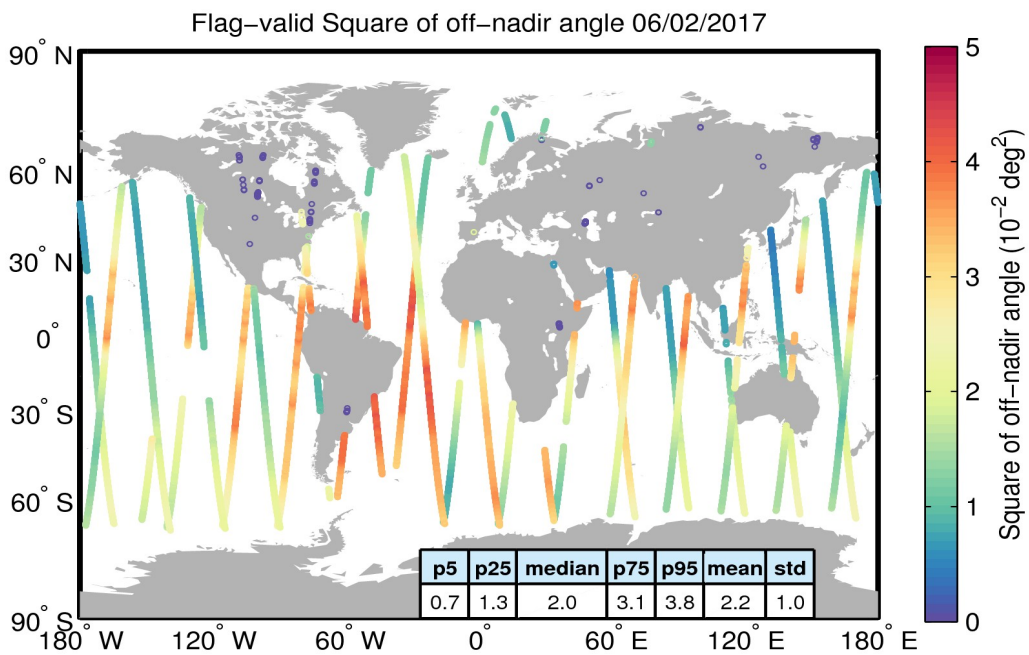 Flag−valid Square of off−nadir angle 06/02/2017
90° N
60° N
30° N
0°
30° S
60° S
90° S
180° W
120° W
60° W
0°
60° E
120° E
180° E
p5 p25 median p75 p95 mean std
0.7 1.3 2.0 3.1 3.8 2.2 1.0
5
4
3
2
1
0
Square of off−nadir angle (10⁻² deg²)